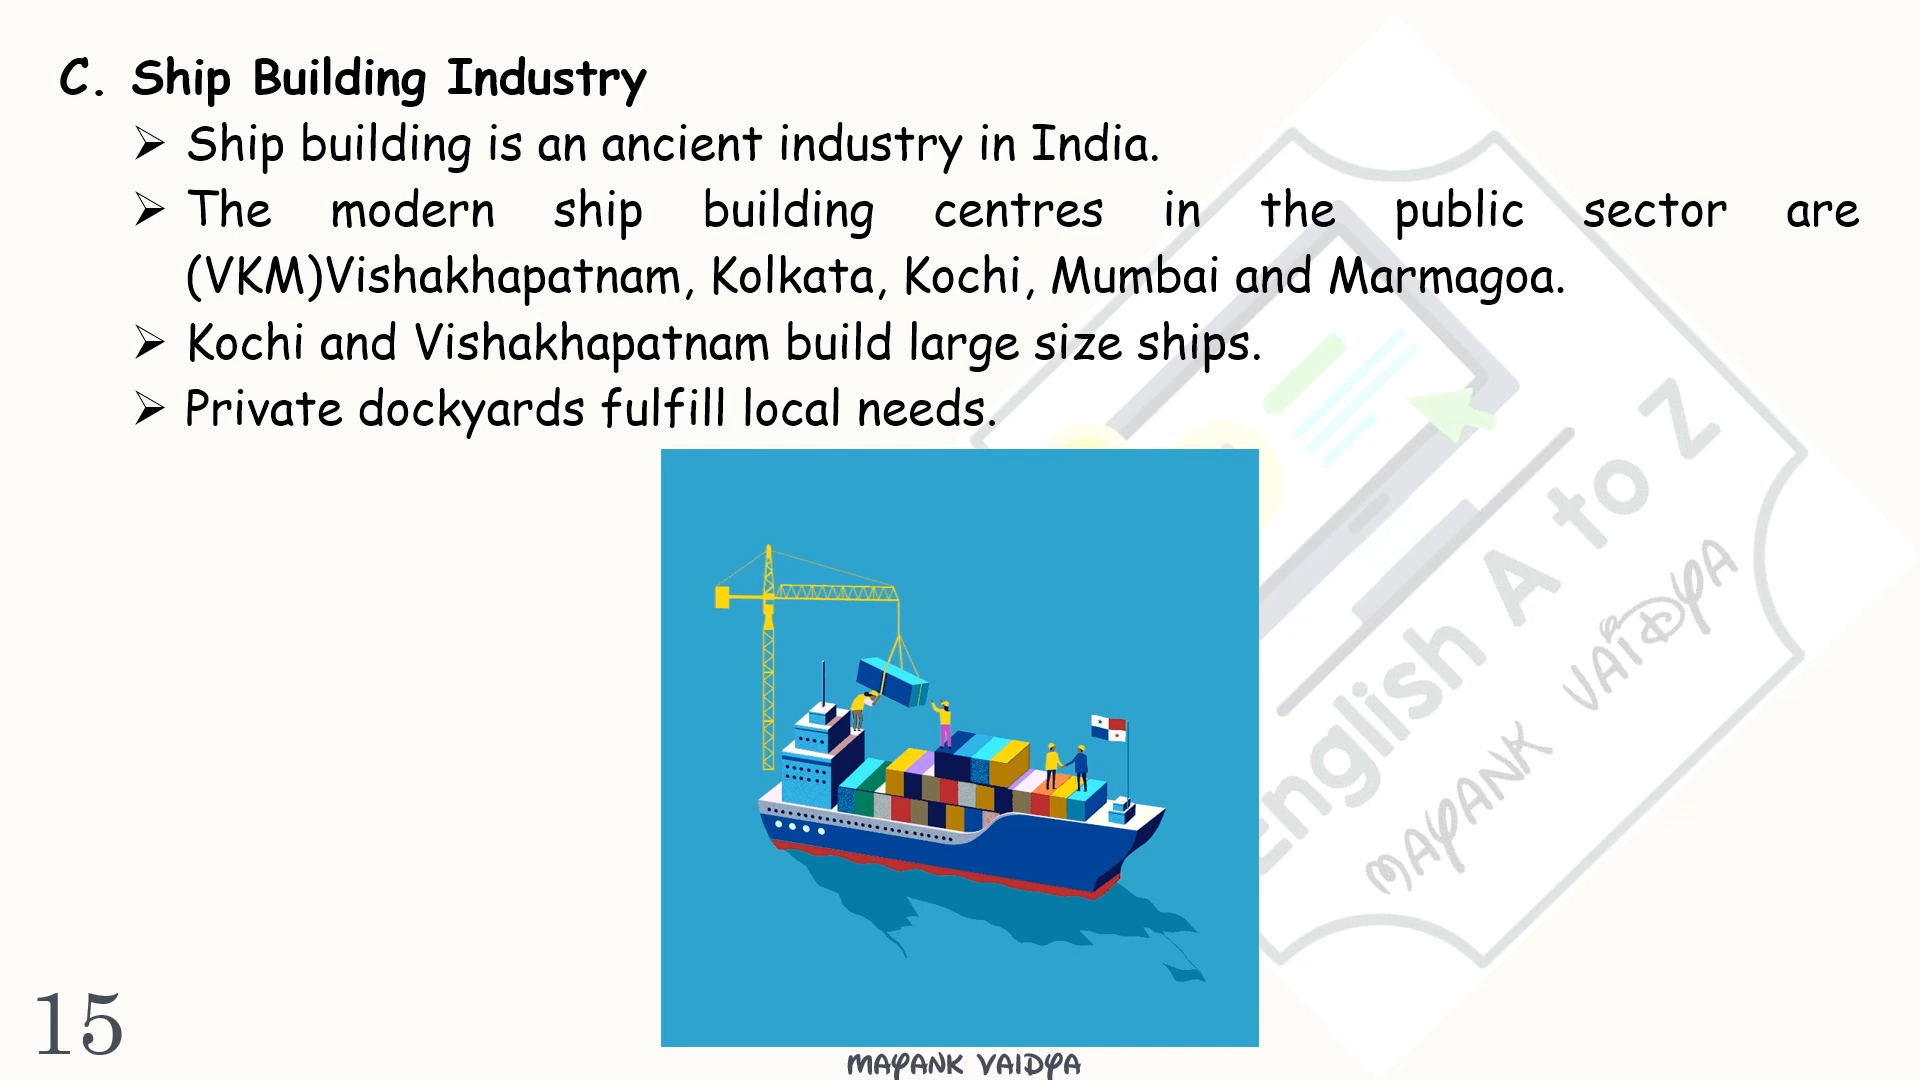 C. Ship Building Industry
➢ Ship building is an ancient industry in India.
➢ The modern ship building centres in the public sector are
(VKM)Vishakhapatnam, Kolkata, Kochi, Mumbai and Marmagoa.
➢ Kochi and Vishakhapatnam build large size ships.
➢ Private dockyards fulfill local needs.
English A to Z
MAYANK VAIDYA
15
MAYANK VAIDYA